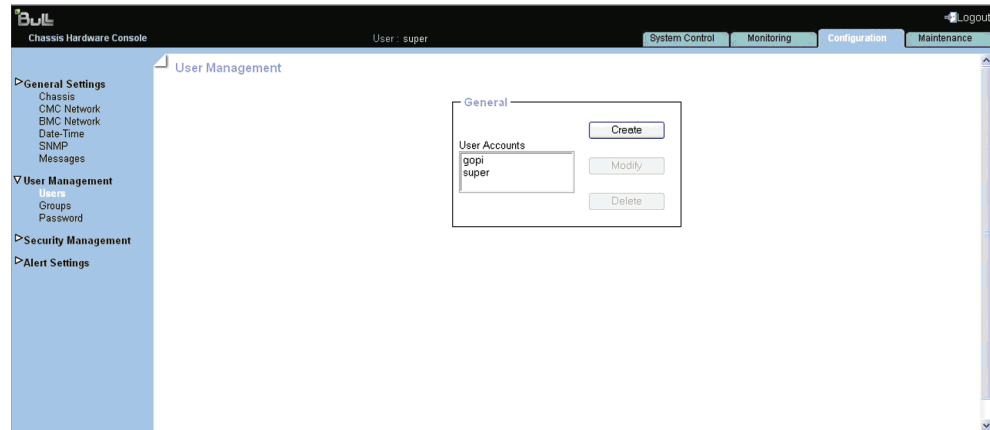 Bull
Logout
Chassis Hardware Console
User : super
System Control
Monitoring
Configuration
Maintenance
General Settings
Chassis
CMC Network
BMC Network
Date-Time
SNMP
Messages
User Management
Users
Groups
Password
Security Management
Alert Settings
User Management
General
User Accounts
gopi
super
Create
Modify
Delete